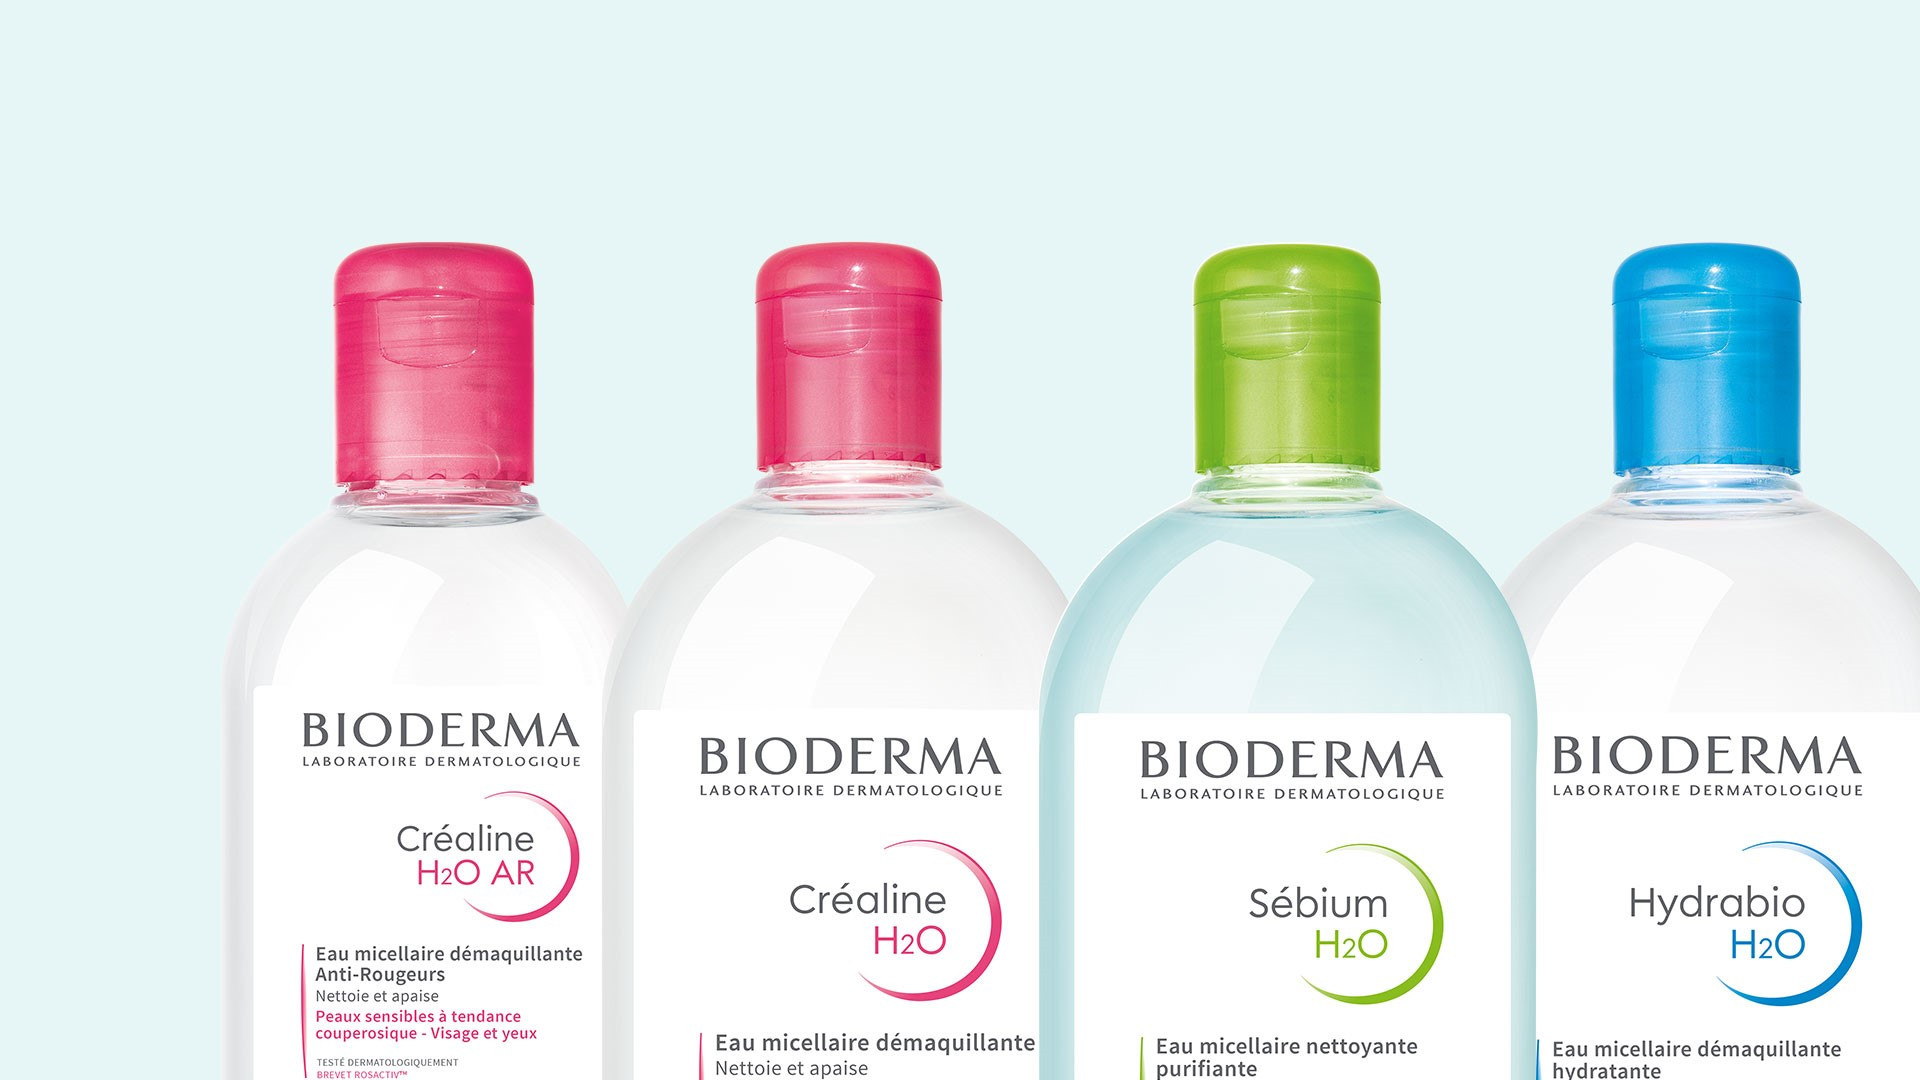 BIODERMA
LABORATOIRE DERMATOLOGIQUE
Créaline
H2O AR
Eau micellaire démaquillante
Anti-Rougeurs
Nettoie et apaise
Peaux sensibles à tendance
couperosique - Visage et yeux
TESTÉ DERMATOLOGIQUEMENT
BREVET ROSACTIV™
BIODERMA
LABORATOIRE DERMATOLOGIQUE
Créaline
H2O
Eau micellaire démaquillante
Nettoie et apaise
BIODERMA
LABORATOIRE DERMATOLOGIQUE
Sébium
H2O
Eau micellaire nettoyante
purifiante
BIODERMA
LABORATOIRE DERMATOLOGIQUE
Hydrabio
H2O
Eau micellaire démaquillante
hydratante